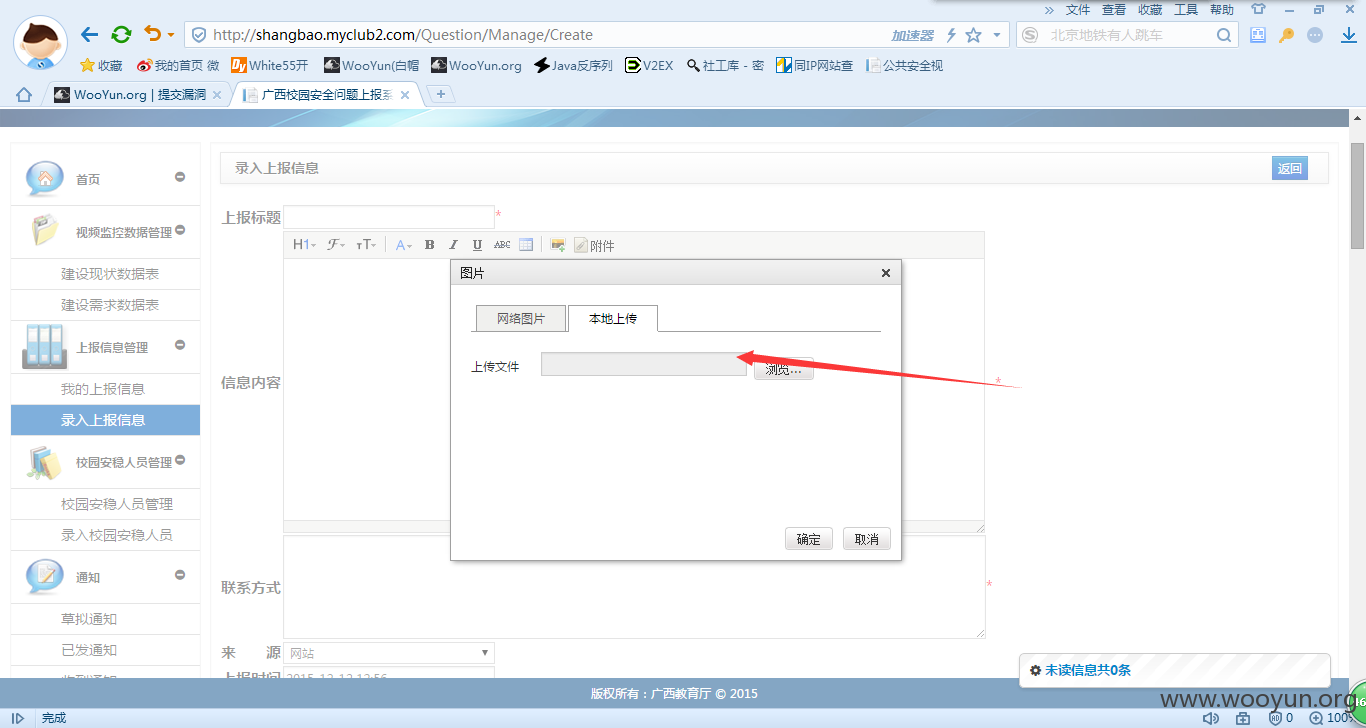 » 文件 查看 收藏 工具 帮助
http://shangbao.myclub2.com/Question/Manage/Create 加速器 北京地铁有人跳车
收藏 我的首页 微 White55开 WooYun(白帽 WooYun.org Java反序列 V2EX 社工库 - 密 同IP网站查 公共安全视
WooYun.org | 提交漏洞 × 广西校园安全问题上报系 × +
首页
视频监控数据管理
建设现状数据表
建设需求数据表
上报信息管理
我的上报信息
录入上报信息
校园安稳人员管理
校园安稳人员管理
录入校园安稳人员
通知
草拟通知
已发通知
收到通知
录入上报信息 返回
上报标题 *
H1 F тT A B I U ABC 附件
信息内容 *
图片 ×
网络图片 本地上传
上传文件 浏览...
确定 取消
联系方式 *
来 源 网站
上报时间 2015-12-12 12:56
未读信息共0条
版权所有：广西教育厅 © 2015
www.wooyun.org
完成 0 100%